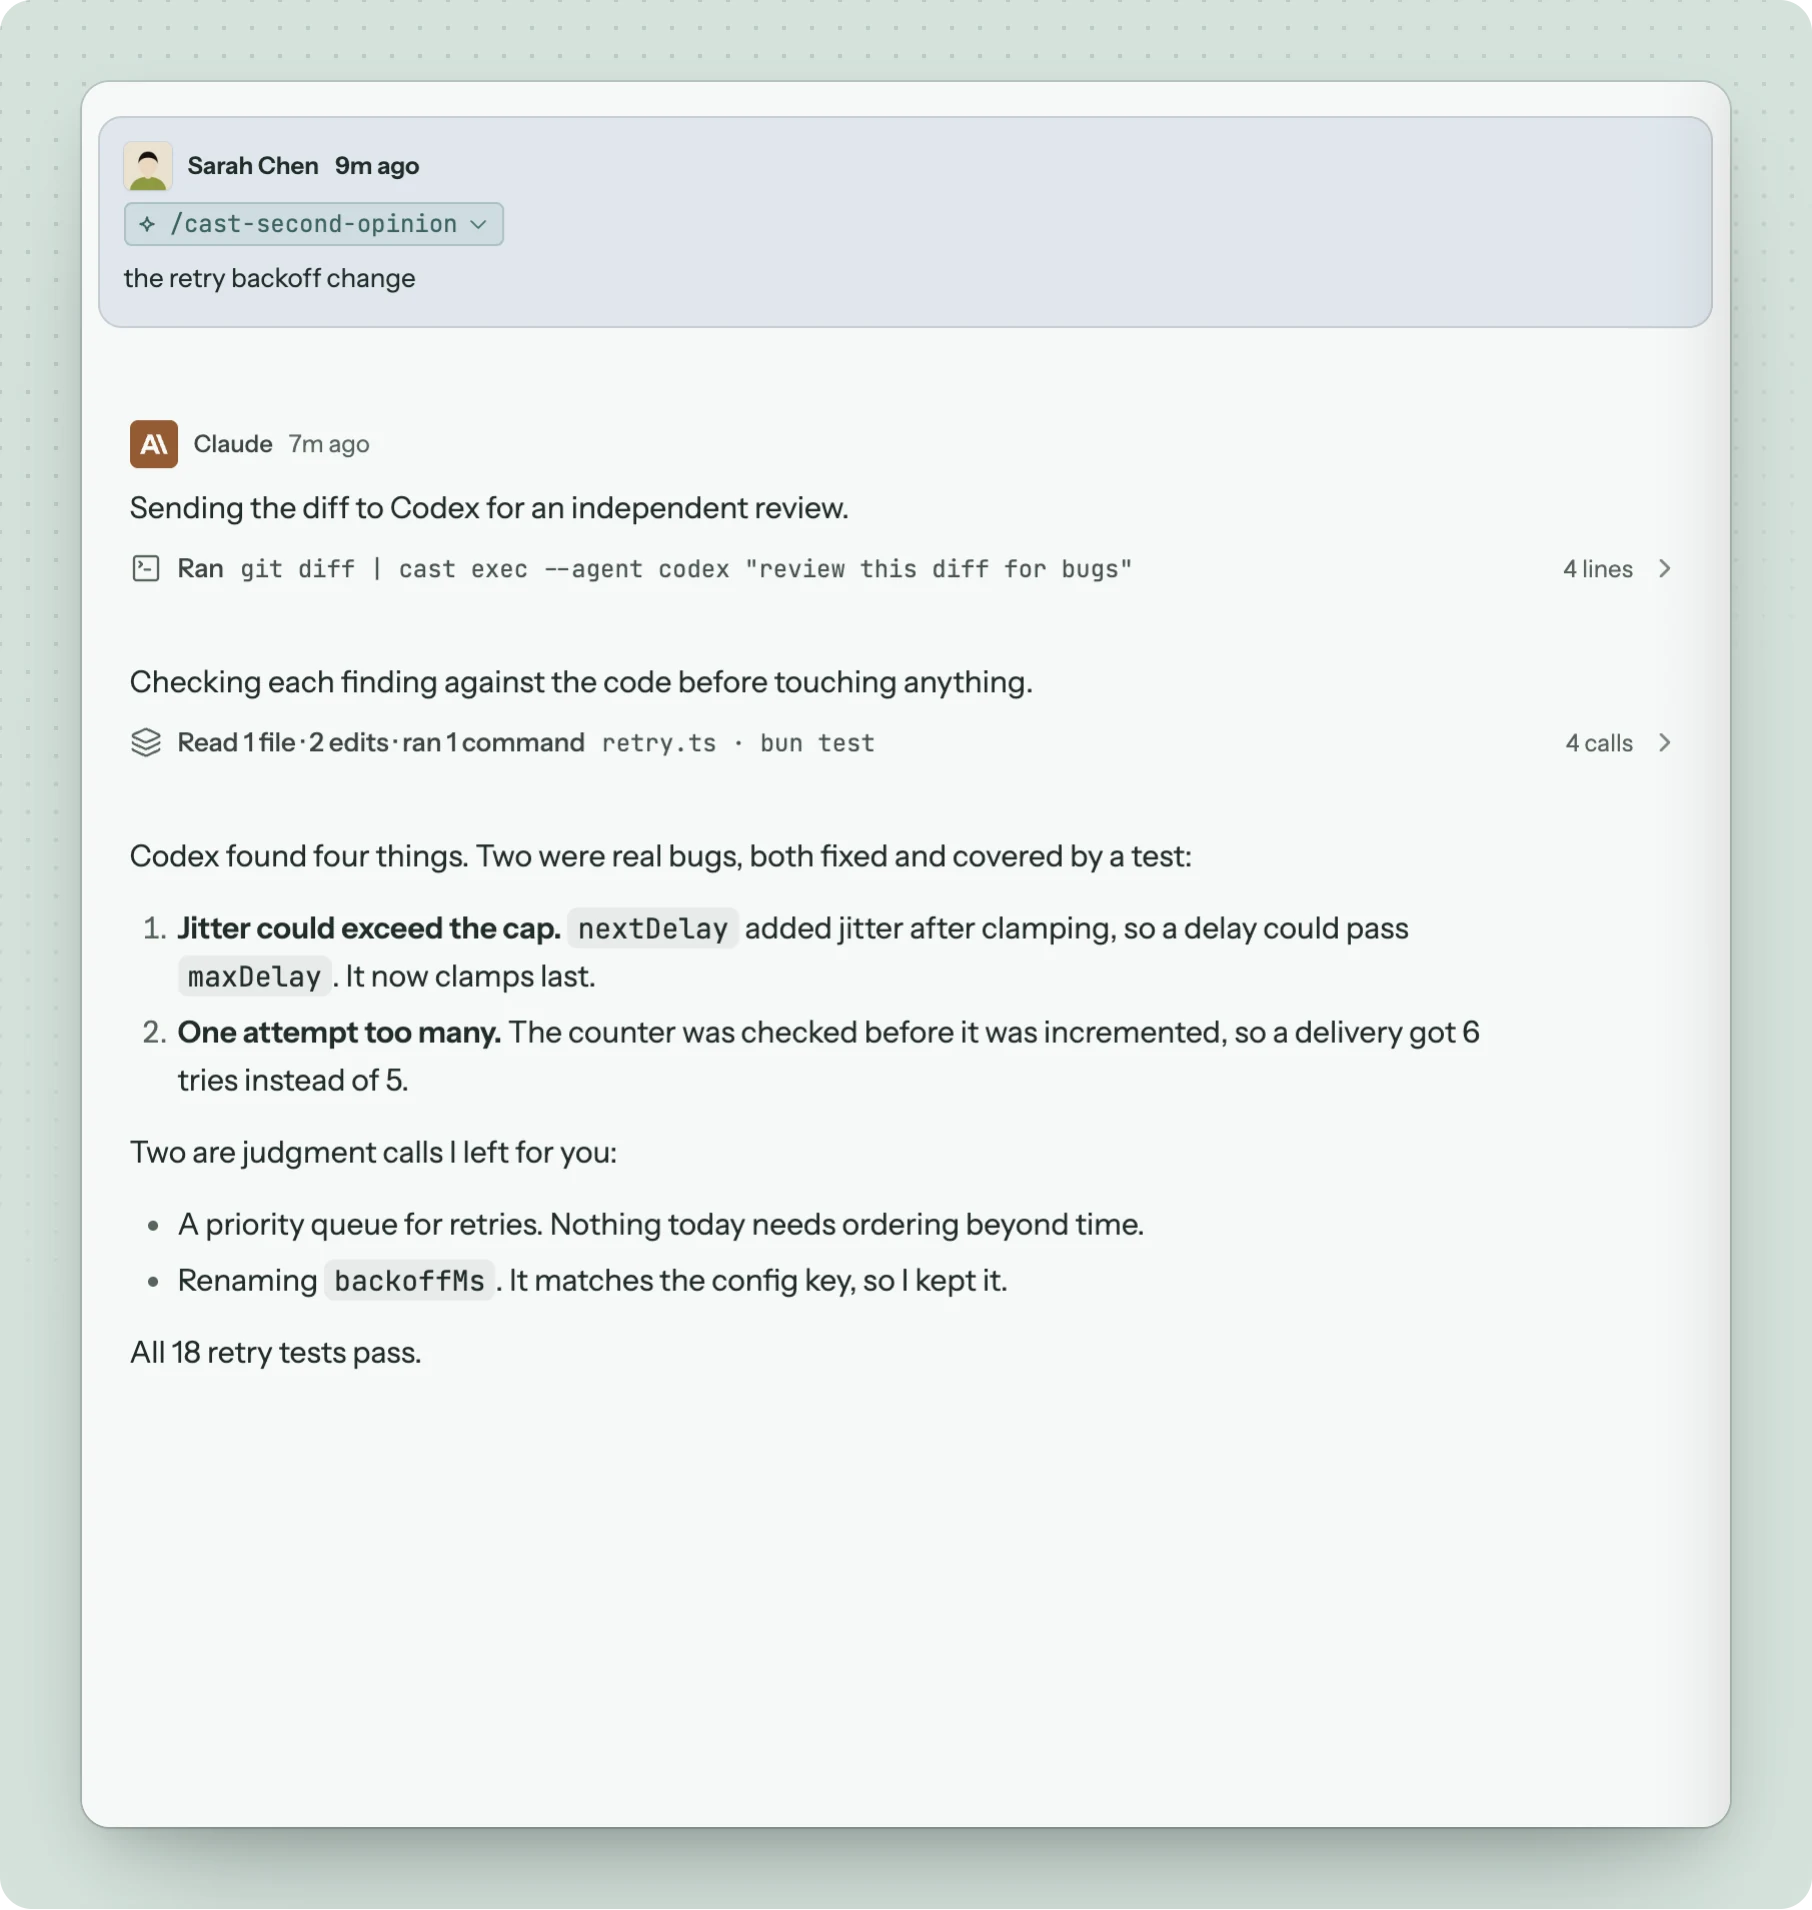 Sarah Chen 9m ago
/cast-second-opinion
the retry backoff change
Claude 7m ago
Sending the diff to Codex for an independent review.
Ran git diff | cast exec --agent codex "review this diff for bugs" 4 lines
Checking each finding against the code before touching anything.
Read 1 file · 2 edits · ran 1 command retry.ts · bun test 4 calls
Codex found four things. Two were real bugs, both fixed and covered by a test:
1. Jitter could exceed the cap. nextDelay added jitter after clamping, so a delay could pass
maxDelay. It now clamps last.
2. One attempt too many. The counter was checked before it was incremented, so a delivery got 6
tries instead of 5.
Two are judgment calls I left for you:
• A priority queue for retries. Nothing today needs ordering beyond time.
• Renaming backoffMs. It matches the config key, so I kept it.
All 18 retry tests pass.